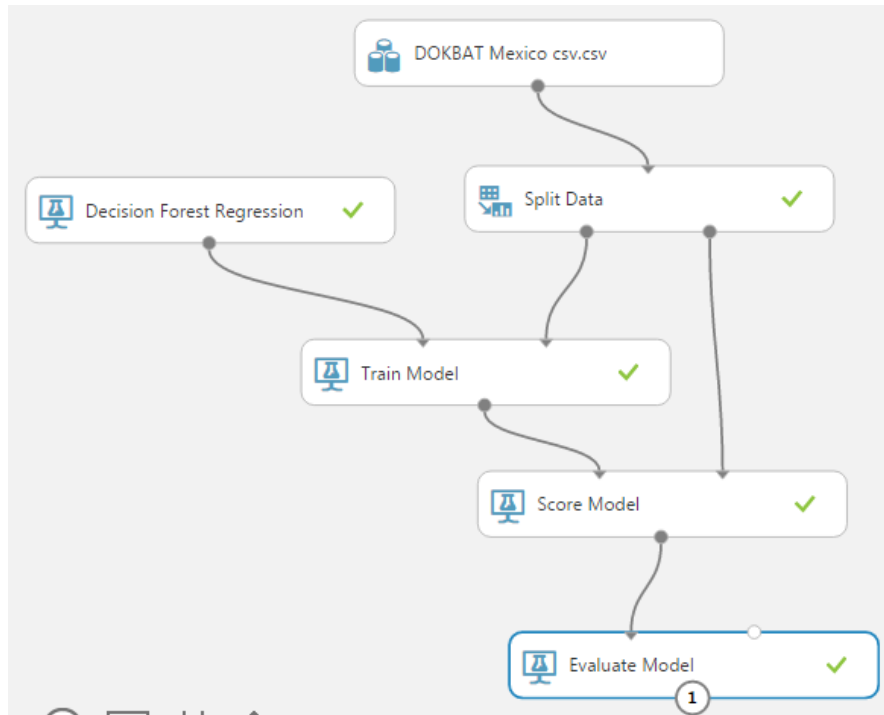 DOKBAT Mexico csv.csv
Decision Forest Regression
Split Data
Train Model
Score Model
Evaluate Model
1